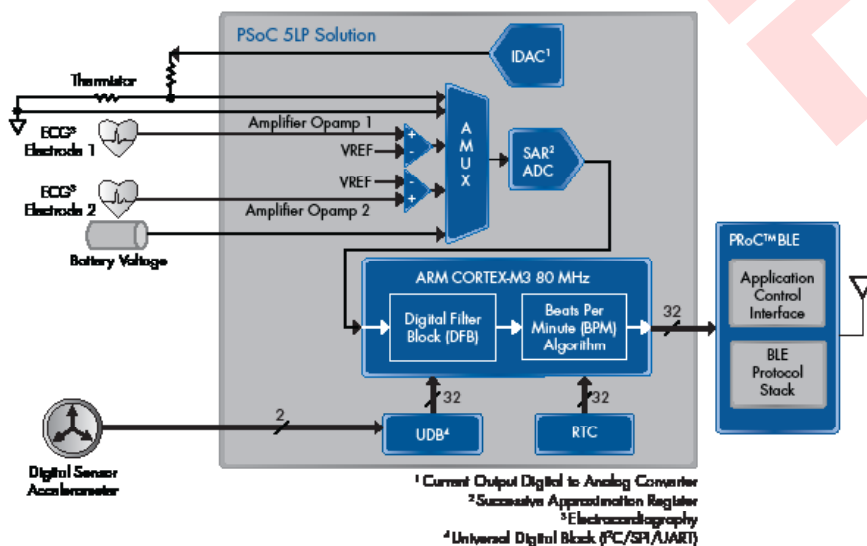 PSoC 5LP Solution
IDAC¹
Thermistor
ECG³
Electrode 1
Amplifier Opamp 1
+
VREF
-
A
M
U
X
SAR²
ADC
ECG³
Electrode 2
VREF
-
+
Amplifier Opamp 2
Battery Voltage
ARM CORTEX-M3 80 MHz
Digital Filter
Block (DFB)
Beats Per
Minute (BPM)
Algorithm
32
PRoC™ BLE
Application
Control
Interface
BLE
Protocol
Stack
32
32
2
UDB⁴
RTC
Digital Sensor
Accelerometer
¹ Current Output Digital to Analog Converter
² Successive Approximation Register
³ Electrocardiography
⁴ Universal Digital Block (I²C/SPI/UART)